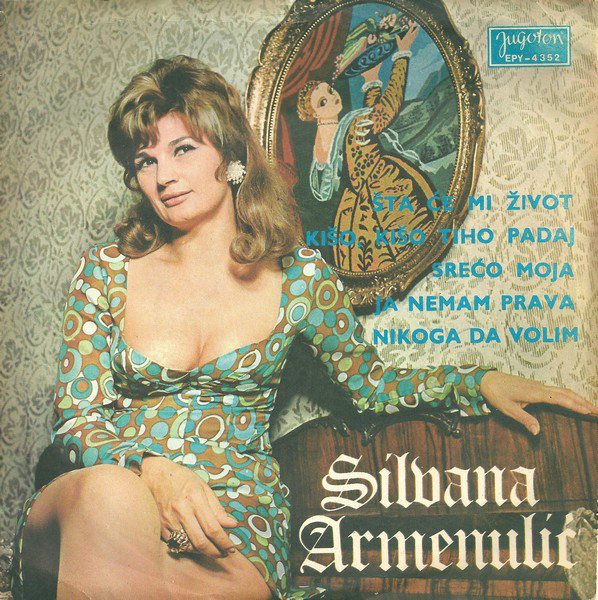 Jugoton
EPY-4352
ŠTA ĆE MI ŽIVOT
KIŠO, KIŠO TIHO PADAJ
SREĆO MOJA
JA NEMAM PRAVA
NIKOGA DA VOLIM
Silvana
Armenulić